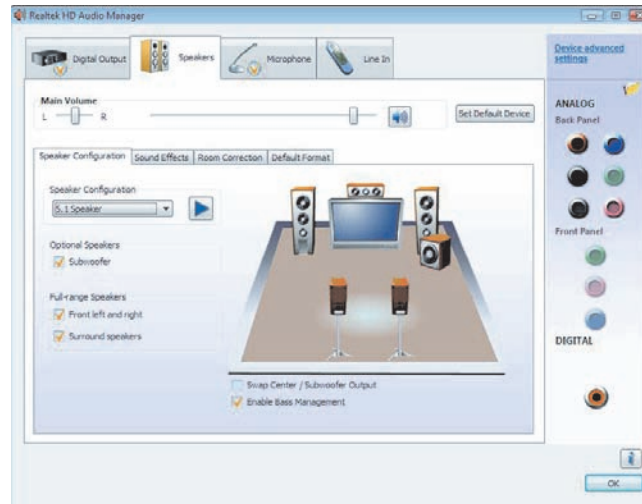 Realtek HD Audio Manager
Digital Output
Speakers
Microphone
Line In
Device advanced settings
Main Volume
L
R
Set Default Device
ANALOG
Back Panel
Speaker Configuration
Sound Effects
Room Correction
Default Format
Speaker Configuration
5.1 Speaker
Optional Speakers
Subwoofer
Front Panel
Full-range Speakers
Front left and right
Surround speakers
DIGITAL
Swap Center / Subwoofer Output
Enable Bass Management
i
OK